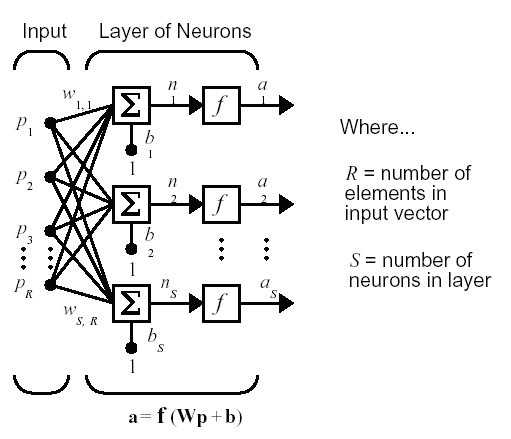 Input Layer of Neurons
w1,1 n1 a1
p1 Σ f
b1
1
p2 n2 a2
Σ f
p3 b2
1
pR nS aS
Σ f
wS, R
bS
1
a = f (Wp + b)
Where...
R = number of
elements in
input vector
S = number of
neurons in layer